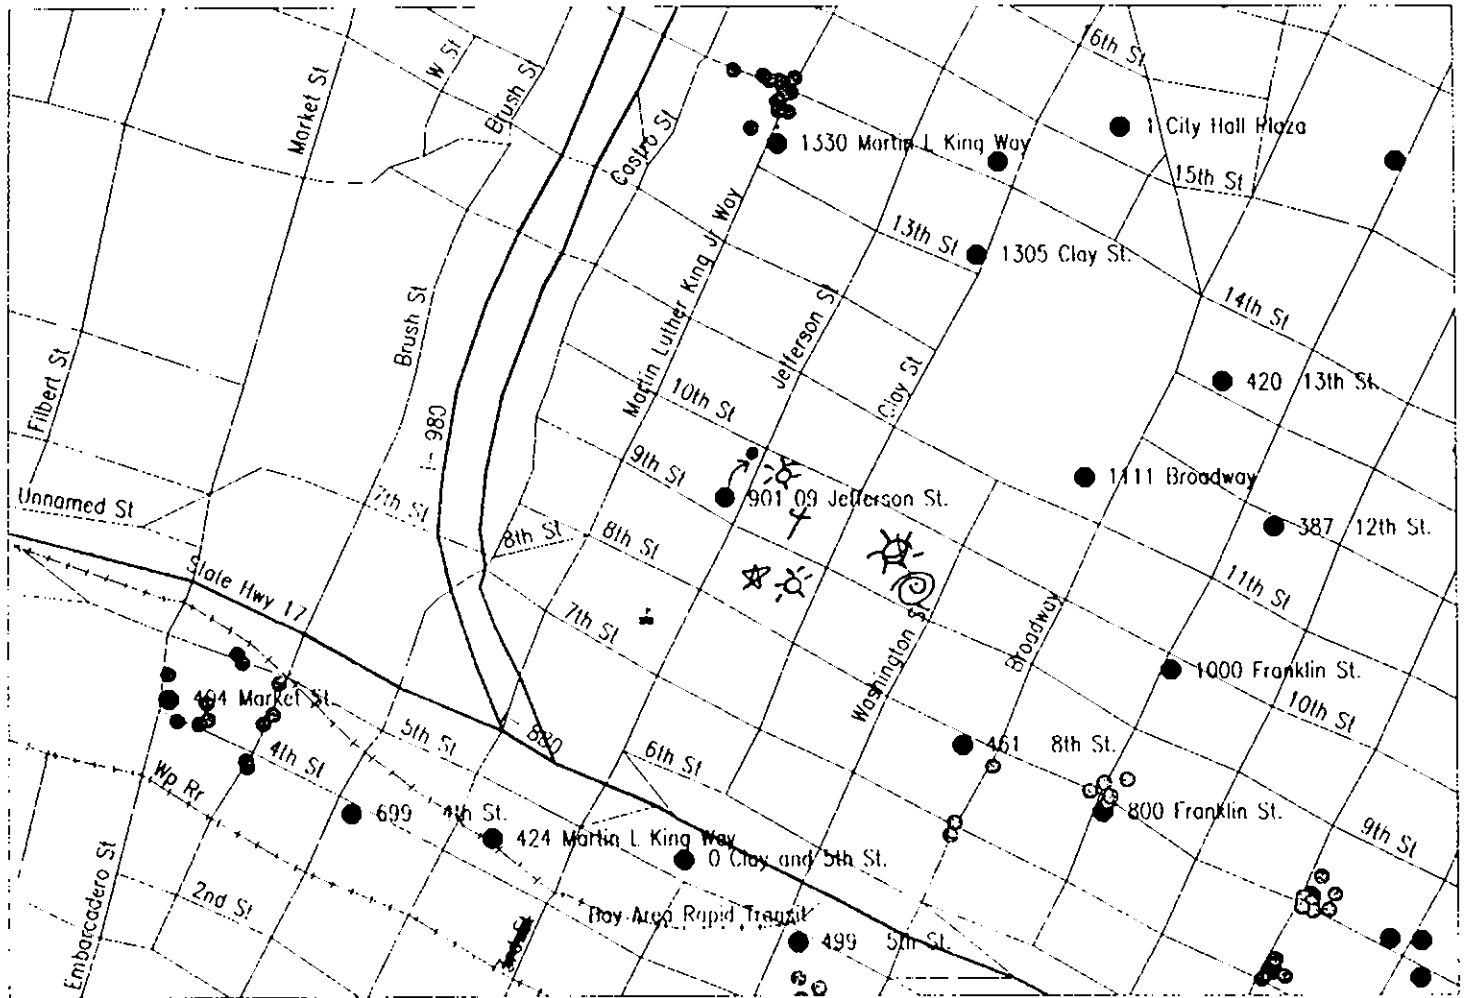 16th St
W St
Market St
Brush St
1 City Hall Plaza
Castro St
1330 Martin L King Way
15th St
Martin Luther King Jr Way
13th St
1305 Clay St.
Jefferson St
14th St
Brush St
Filbert St
Clay St
10th St
420 13th St.
I-980
9th St
1111 Broadway
Unnamed St
7th St
901 09 Jefferson St.
387 12th St.
8th St
8th St
State Hwy 17
11th St
7th St
Washington St
Broadway
1000 Franklin St.
404 Market St.
10th St
5th St
I-880
6th St
461 8th St.
4th St
Wp Rr
699 4th St.
800 Franklin St.
424 Martin L King Way
9th St
0 Clay and 5th St.
Embarcadero St
2nd St
Bay Area Rapid Transit
499 5th St.